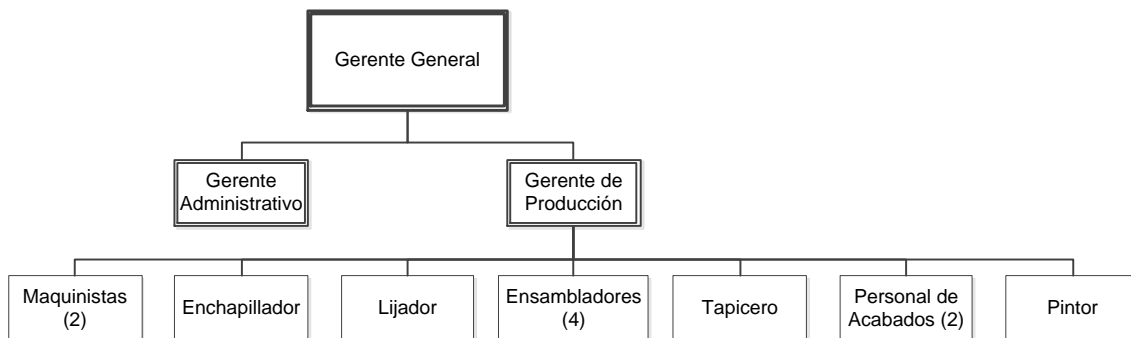 Gerente General
Gerente
Administrativo
Gerente de
Producción
Maquinistas
(2)
Enchapillador
Lijador
Ensambladores
(4)
Tapicero
Personal de
Acabados (2)
Pintor